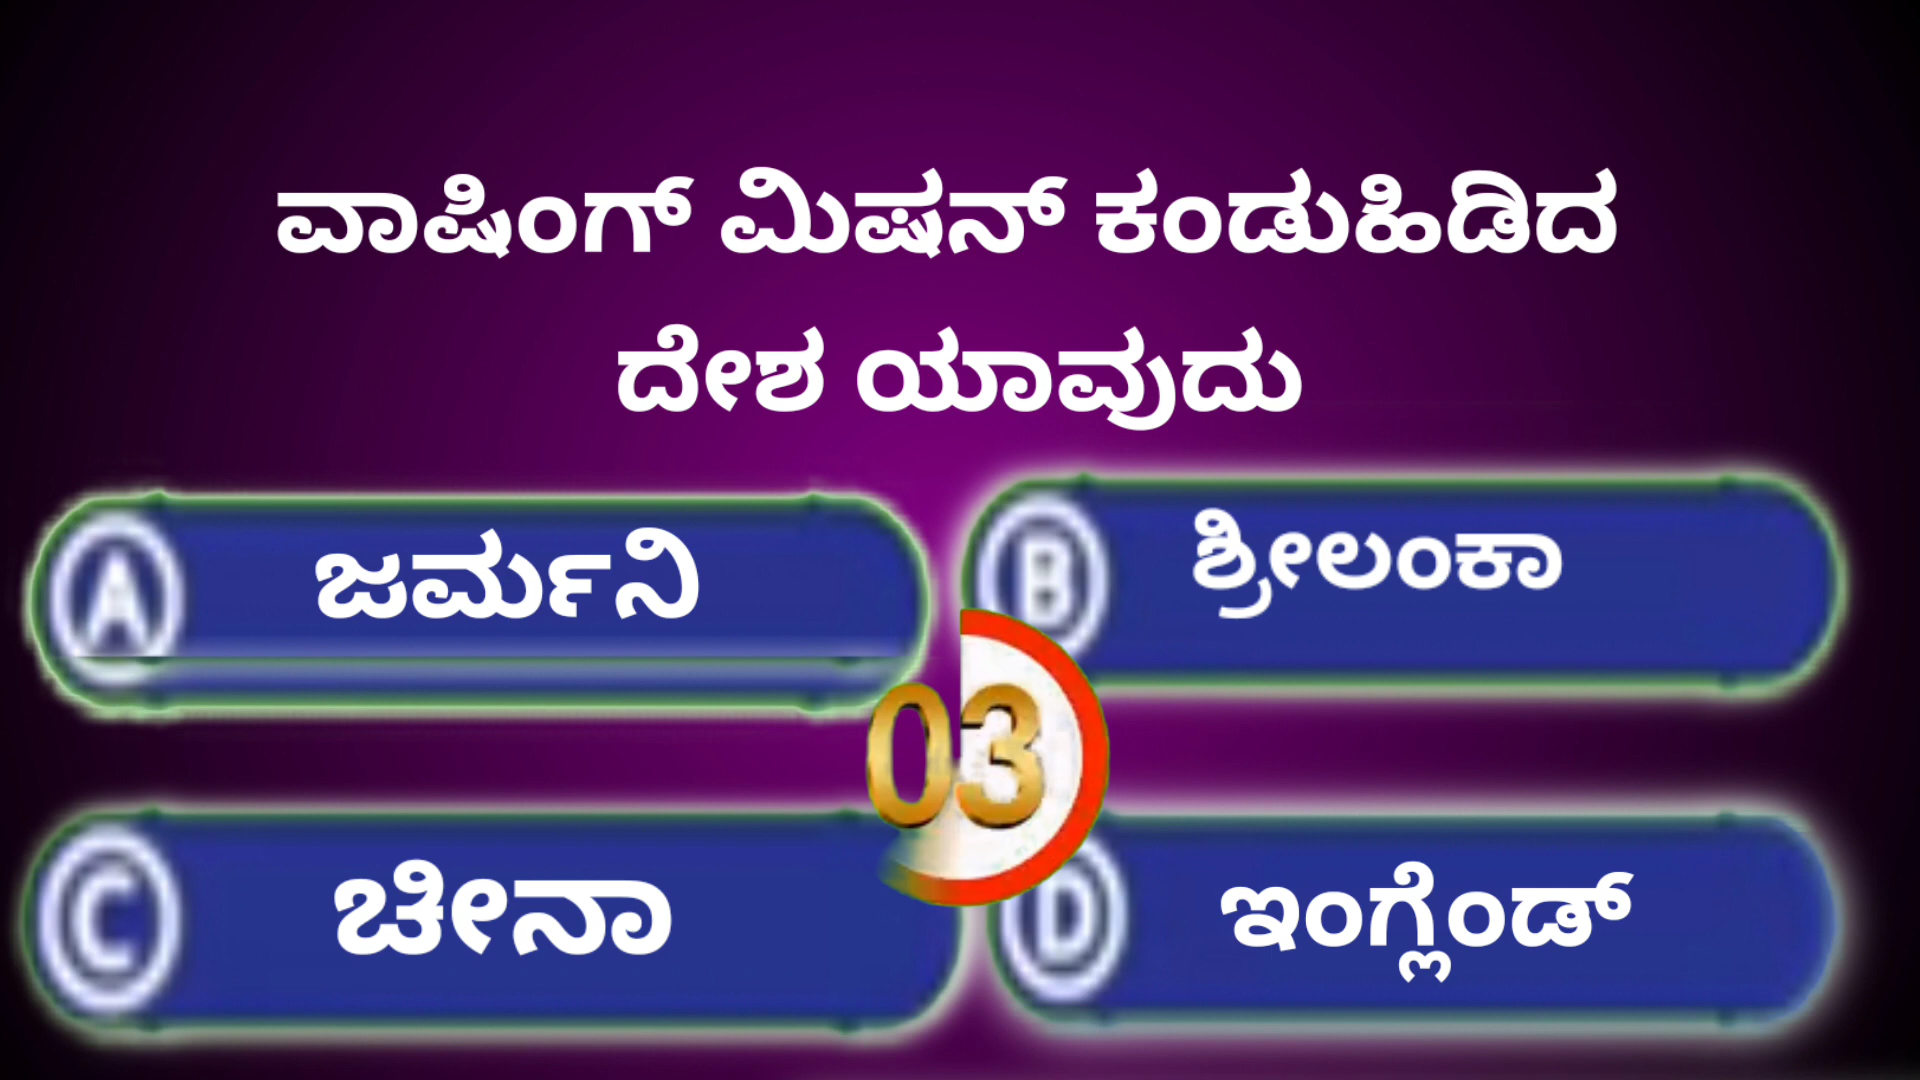 ವಾಷಿಂಗ್ ಮಿಷನ್ ಕಂಡುಹಿಡಿದ
ದೇಶ ಯಾವುದು
A ಜರ್ಮನಿ
B ಶ್ರೀಲಂಕಾ
03
C ಚೀನಾ
D ಇಂಗ್ಲೆಂಡ್